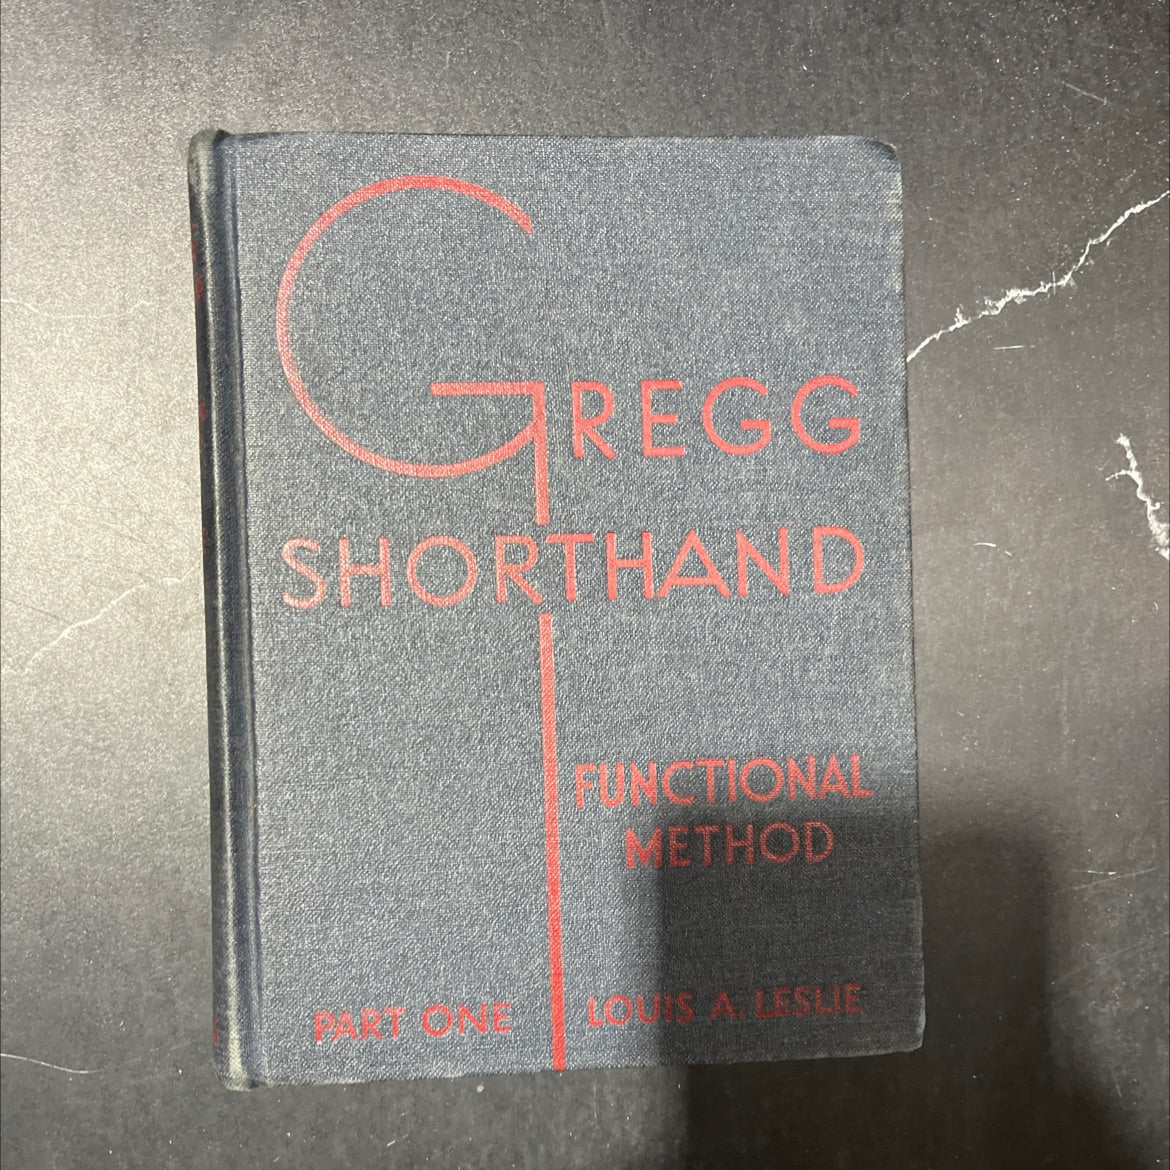 GREGG
SHORTHAND
FUNCTIONAL
METHOD
PART ONE
LOUIS A. LESLIE